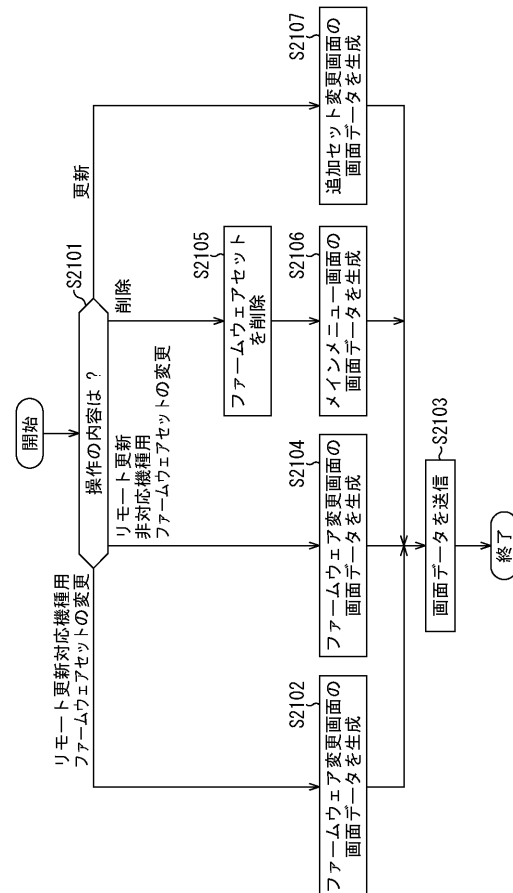 開始
操作の内容は？
S2101
リモート更新対応機種用
ファームウェアセットの変更
リモート更新
非対応機種用
ファームウェアセットの変更
削除
更新
S2102
ファームウェア変更画面の
画面データを生成
S2104
ファームウェア変更画面の
画面データを生成
S2105
ファームウェアセット
を削除
S2106
メインメニュー画面の
画面データを生成
S2107
追加セット変更画面の
画面データを生成
S2103
画面データを送信
終了